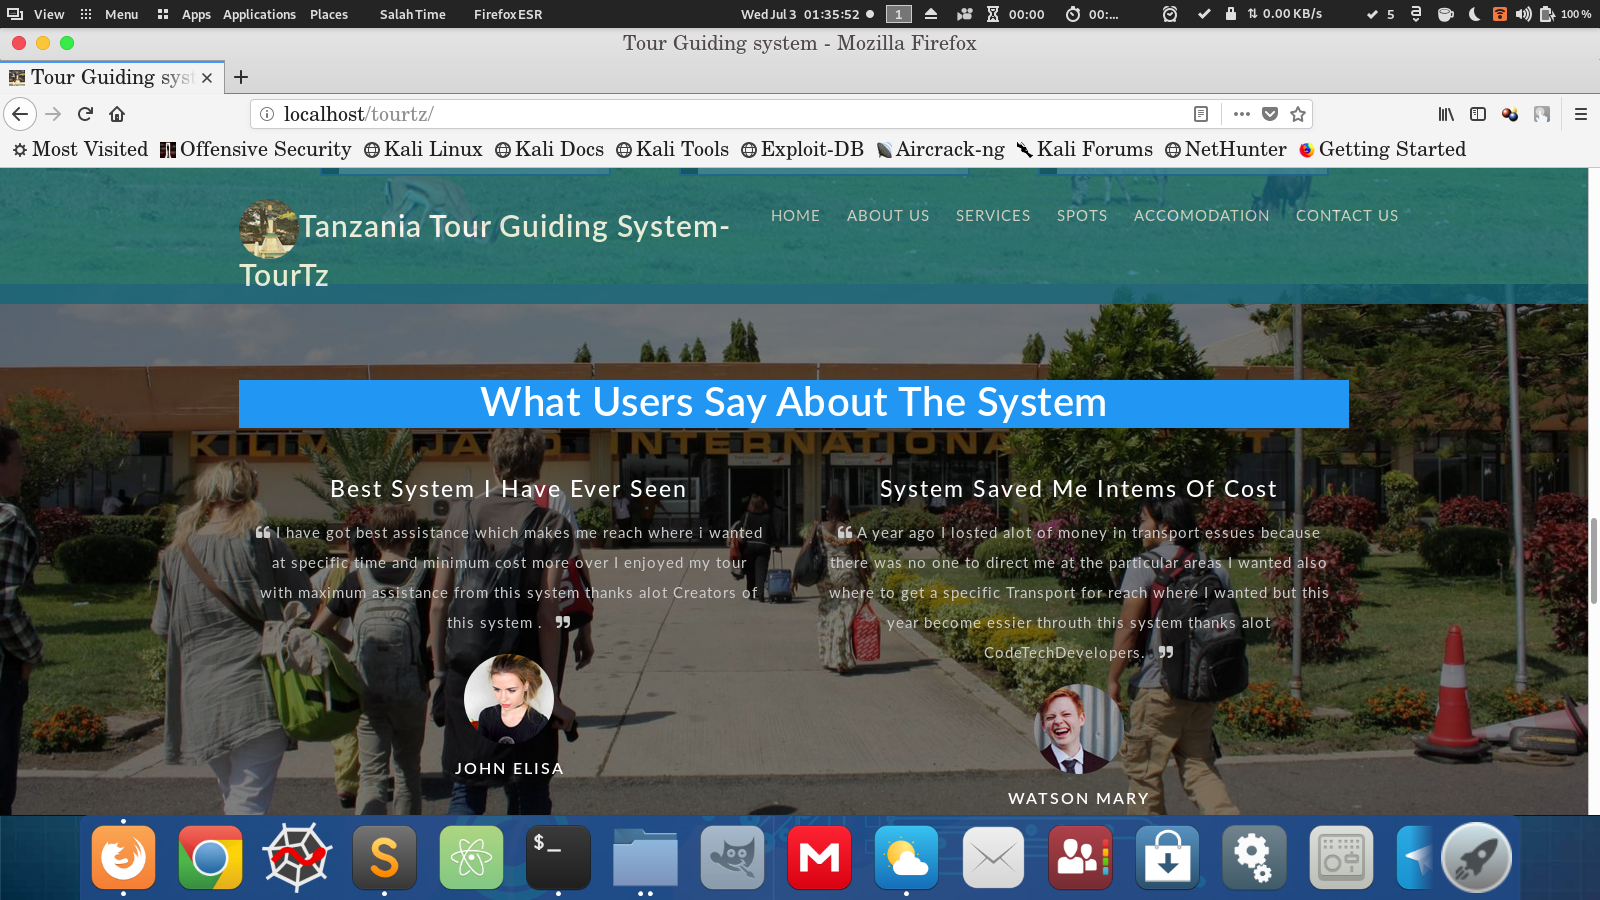 View Menu Apps Applications Places Salah Time Firefox ESR Wed Jul 3 01:35:52 1 00:00 00:... 0.00 KB/s 5 100 %
Tour Guiding system - Mozilla Firefox
Tour Guiding syst
localhost/tourtz/
Most Visited Offensive Security Kali Linux Kali Docs Kali Tools Exploit-DB Aircrack-ng Kali Forums NetHunter Getting Started
Tanzania Tour Guiding System-
TourTz
HOME ABOUT US SERVICES SPOTS ACCOMODATION CONTACT US
What Users Say About The System
KILIMANJARO INTERNATIONAL
Best System I Have Ever Seen
❝ I have got best assistance which makes me reach where i wanted
at specific time and minimum cost more over I enjoyed my tour
with maximum assistance from this system thanks alot Creators of
this system . ❞
JOHN ELISA
System Saved Me Intems Of Cost
❝ A year ago I losted alot of money in transport essues because
there was no one to direct me at the particular areas I wanted also
where to get a specific Transport for reach where I wanted but this
year become essier throuth this system thanks alot
CodeTechDevelopers. ❞
WATSON MARY
$_